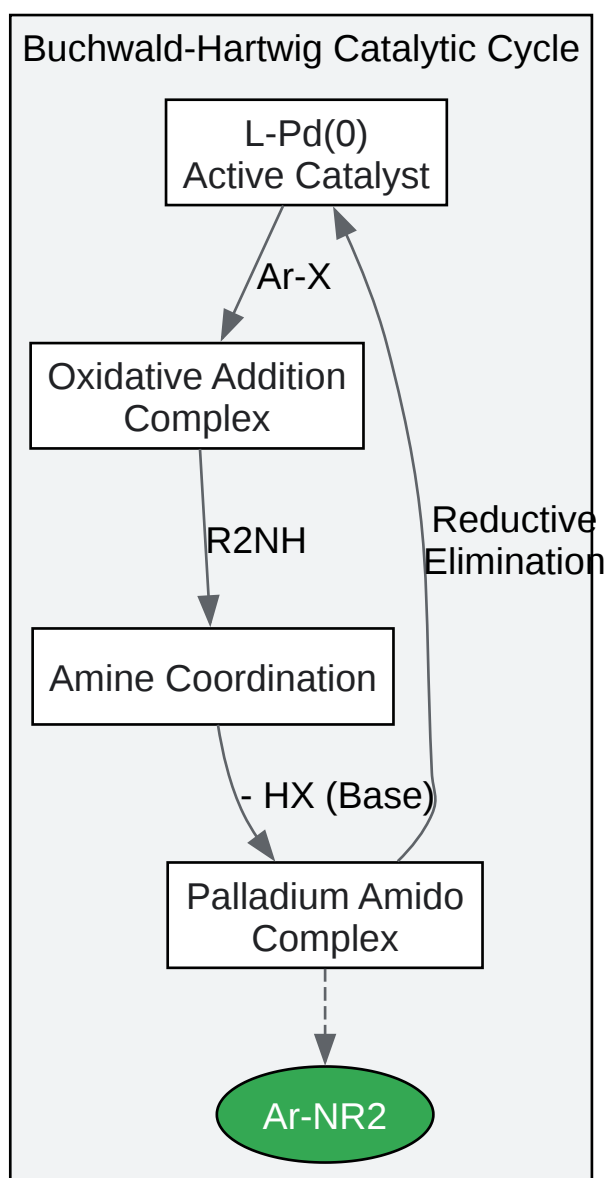 Buchwald-Hartwig Catalytic Cycle
L-Pd(0)
Active Catalyst
Ar-X
Oxidative Addition
Complex
Reductive
Elimination
R2NH
Amine Coordination
- HX (Base)
Palladium Amido
Complex
Ar-NR2